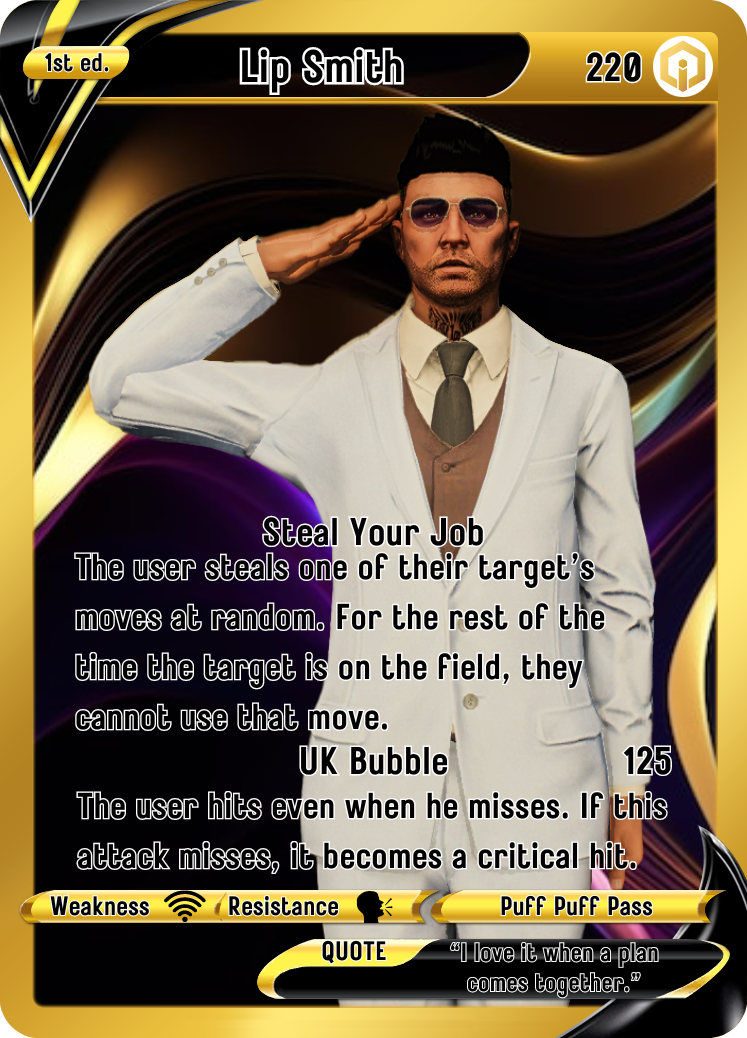 1st ed.
Lip Smith
220
Steal Your Job
The user steals one of their target's
moves at random. For the rest of the
time the target is on the field, they
cannot use that move.
UK Bubble 125
The user hits even when he misses. If this
attack misses, it becomes a critical hit.
Weakness Resistance Puff Puff Pass
QUOTE
"I love it when a plan
comes together."